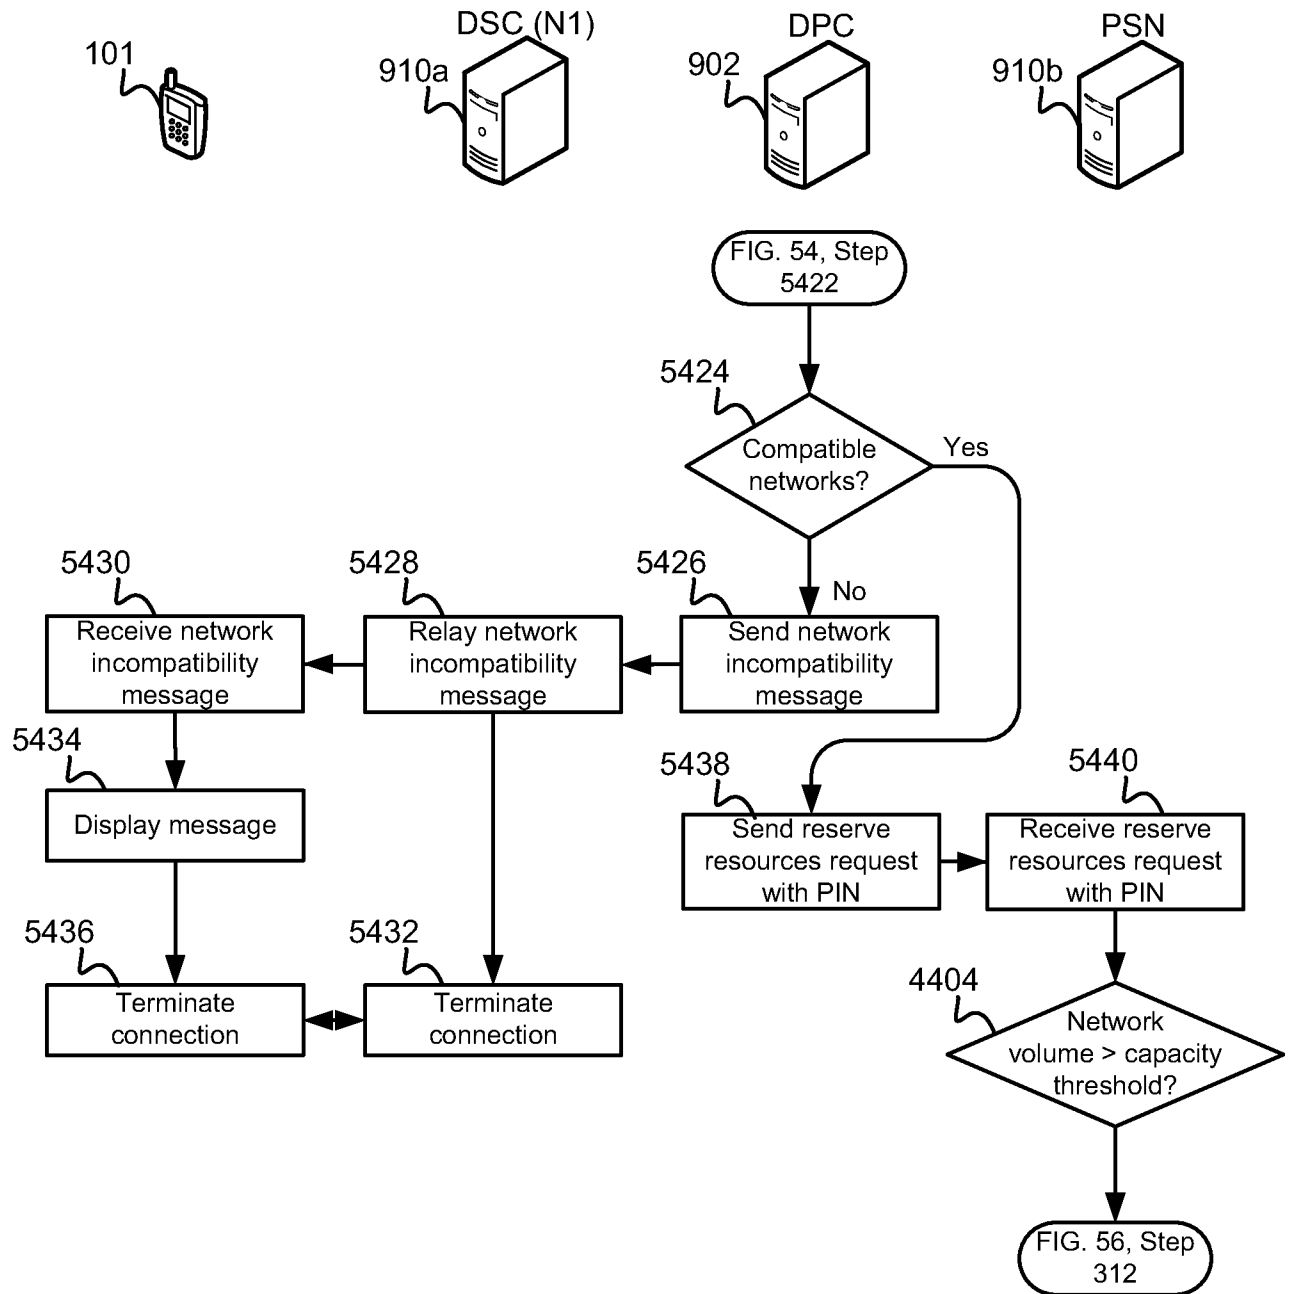 DSC (N1)
DPC
PSN
101
910a
902
910b
FIG. 54, Step
5422
5424
Compatible
networks?
Yes
No
5430
5428
5426
Receive network
incompatibility
message
Relay network
incompatibility
message
Send network
incompatibility
message
5434
Display message
5438
5440
Send reserve
resources request
with PIN
Receive reserve
resources request
with PIN
5436
5432
Terminate
connection
Terminate
connection
4404
Network
volume > capacity
threshold?
FIG. 56, Step
312